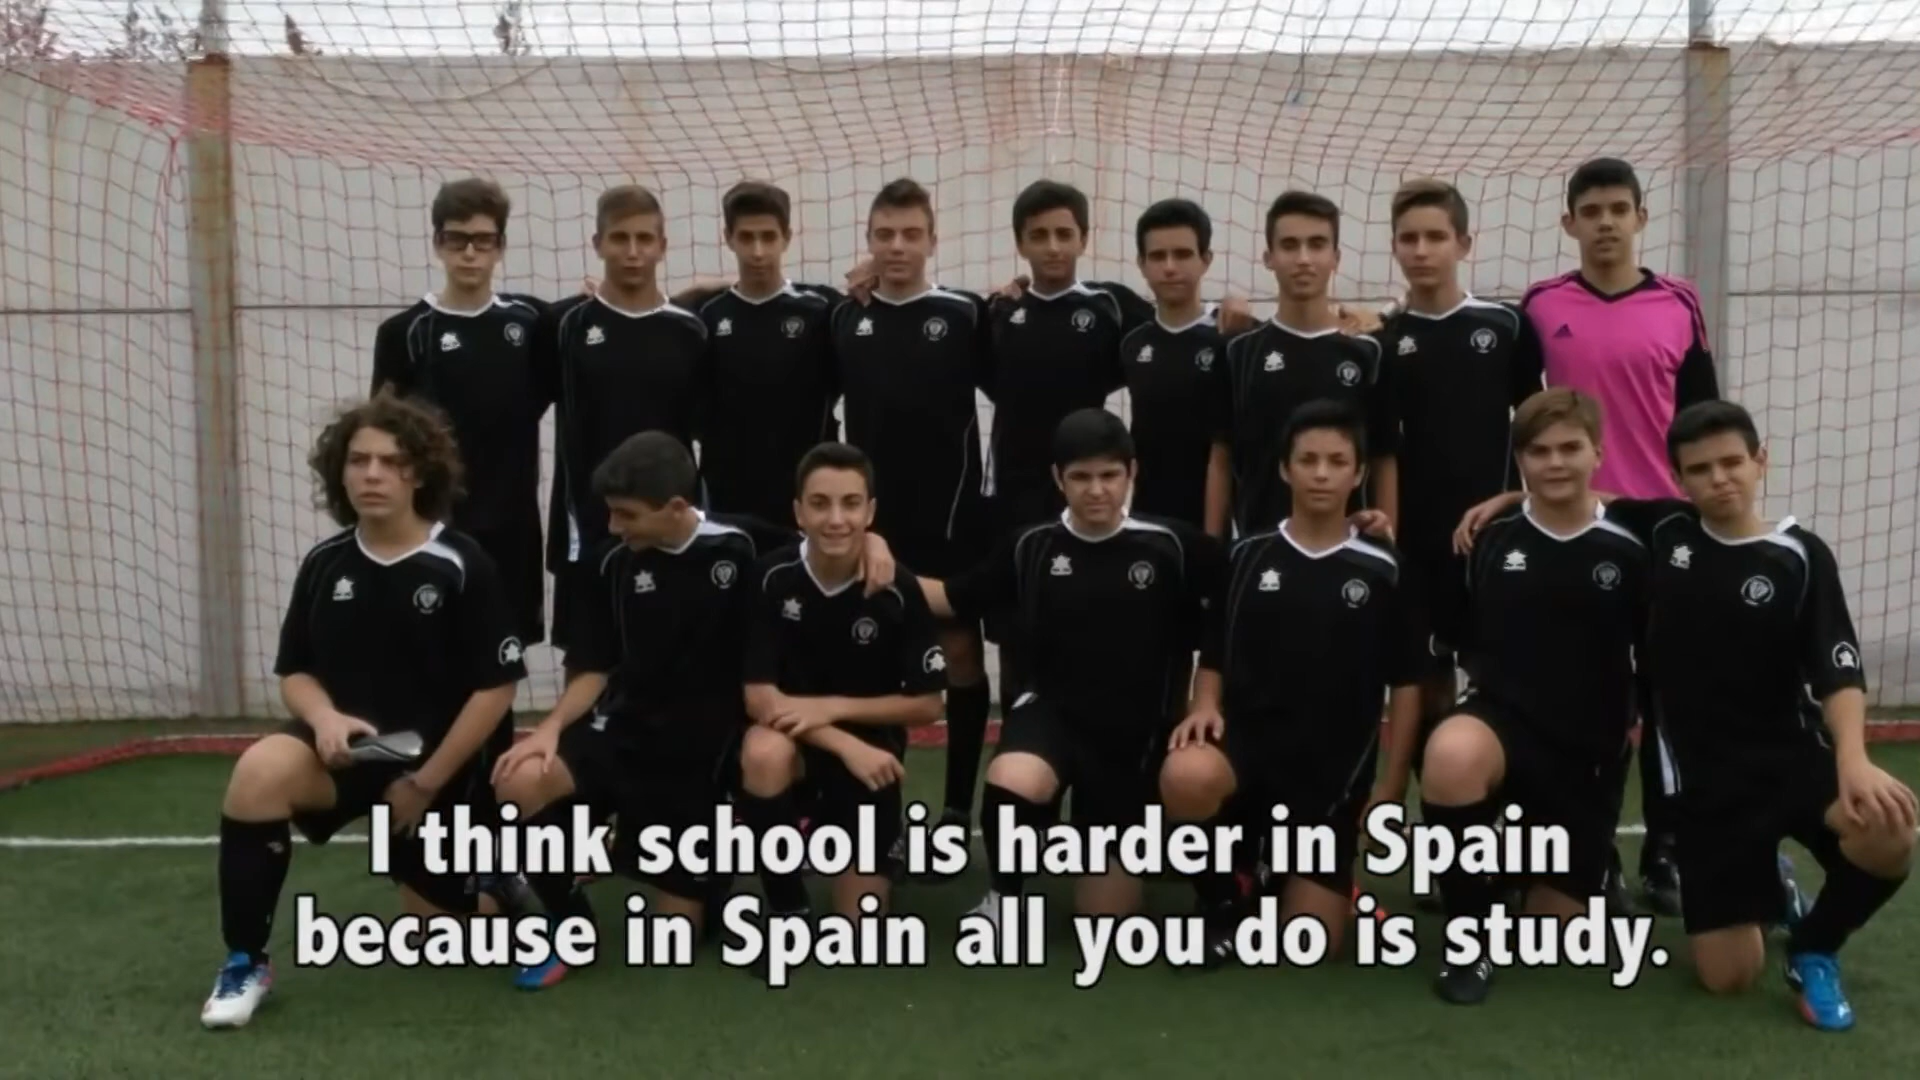 I think school is harder in Spain
because in Spain all you do is study.